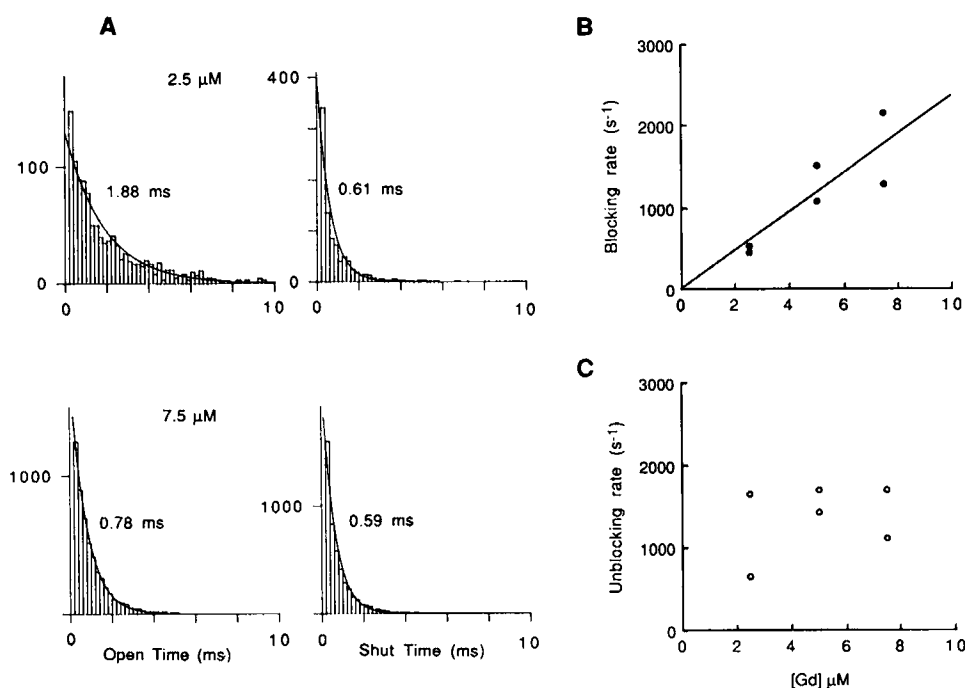 A
2.5 μM
100
0
1.88 ms
0
10
400
0
0.61 ms
0
10
7.5 μM
1000
0.78 ms
0
10
Open Time (ms)
1000
0.59 ms
0
10
Shut Time (ms)
B
3000
2000
1000
0
Blocking rate (s⁻¹)
0 2 4 6 8 10
C
3000
2000
1000
0
Unblocking rate (s⁻¹)
0 2 4 6 8 10
[Gd] μM